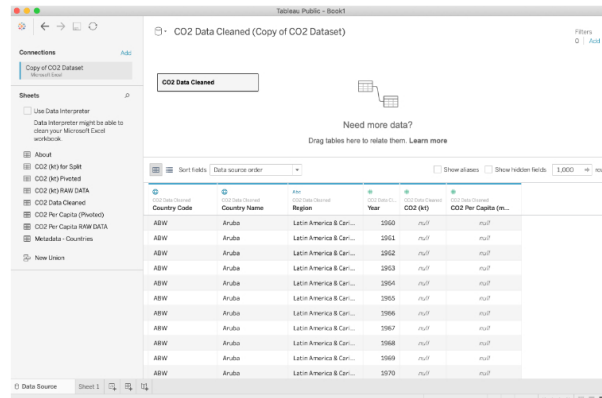 Tableau Public - Book1
Connections
Add
Copy of CO2 Dataset
Microsoft Excel
Sheets
Use Data Interpreter
Data Interpreter might be able to
clean your Microsoft Excel
workbook.
About
CO2 (kt) for Split
CO2 (kt) Pivoted
CO2 (kt) RAW DATA
CO2 Data Cleaned
CO2 Per Capita (Pivoted)
CO2 Per Capita RAW DATA
Metadata - Countries
New Union
CO2 Data Cleaned (Copy of CO2 Dataset)
Filters
0 Add
CO2 Data Cleaned
Need more data?
Drag tables here to relate them. Learn more
Sort fields Data source order
Show aliases
Show hidden fields
1,000
Abc
CO2 Data Cleaned CO2 Data Cleaned CO2 Data Cleaned CO2 Data Cl... CO2 Data Cleaned CO2 Data Cleaned
Country Code Country Name Region Year CO2 (kt) CO2 Per Capita (m...
ABW Aruba Latin America & Cari... 1960 null null
ABW Aruba Latin America & Cari... 1961 null null
ABW Aruba Latin America & Cari... 1962 null null
ABW Aruba Latin America & Cari... 1963 null null
ABW Aruba Latin America & Cari... 1964 null null
ABW Aruba Latin America & Cari... 1965 null null
ABW Aruba Latin America & Cari... 1966 null null
ABW Aruba Latin America & Cari... 1967 null null
ABW Aruba Latin America & Cari... 1968 null null
ABW Aruba Latin America & Cari... 1969 null null
ABW Aruba Latin America & Cari... 1970 null null
Data Source
Sheet 1